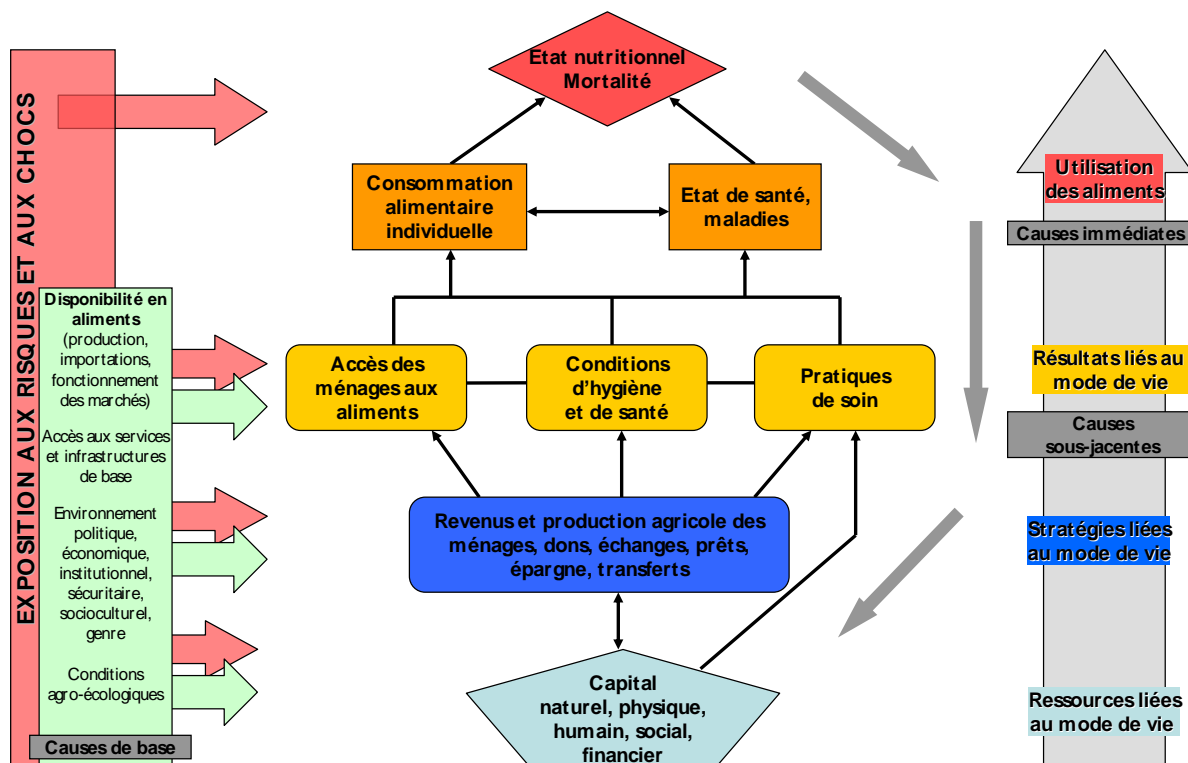 EXPOSITION AUX RISQUES ET AUX CHOCS
Disponibilité en
aliments
(production,
importations,
fonctionnement
des marchés)
Accès aux services
et infrastructures
de base
Environnement
politique,
économique,
institutionnel,
sécuritaire,
socioculturel,
genre
Conditions
agro-écologiques
Causes de base
Etat nutritionnel
Mortalité
Consommation
alimentaire
individuelle
Etat de santé,
maladies
Accès des
ménages aux
aliments
Conditions
d'hygiène
et de santé
Pratiques
de soin
Revenus et production agricole des
ménages, dons, échanges, prêts,
épargne, transferts
Capital
naturel, physique,
humain, social,
financier
Utilisation
des aliments
Causes immédiates
Résultats liés au
mode de vie
Causes
sous-jacentes
Stratégies liées
au mode de vie
Ressources liées
au mode de vie